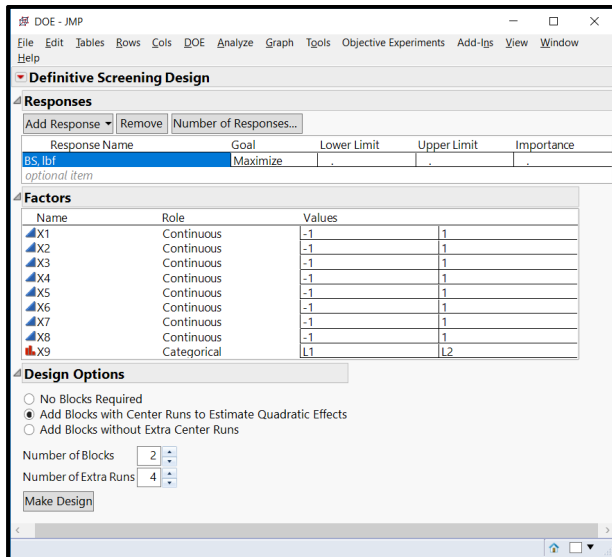 DOE - JMP
File Edit Tables Rows Cols DOE Analyze Graph Tools Objective Experiments Add-Ins View Window
Help
Definitive Screening Design
Responses
Add Response Remove Number of Responses...
Response Name Goal Lower Limit Upper Limit Importance
BS, lbf Maximize . . .
optional item
Factors
Name Role Values
X1 Continuous -1 1
X2 Continuous -1 1
X3 Continuous -1 1
X4 Continuous -1 1
X5 Continuous -1 1
X6 Continuous -1 1
X7 Continuous -1 1
X8 Continuous -1 1
X9 Categorical L1 L2
Design Options
No Blocks Required
Add Blocks with Center Runs to Estimate Quadratic Effects
Add Blocks without Extra Center Runs
Number of Blocks 2
Number of Extra Runs 4
Make Design